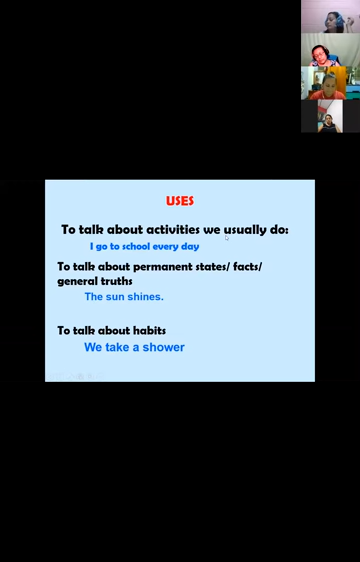 USES
To talk about activities we usually do:
I go to school every day
To talk about permanent states/ facts/
general truths
The sun shines.
To talk about habits
We take a shower